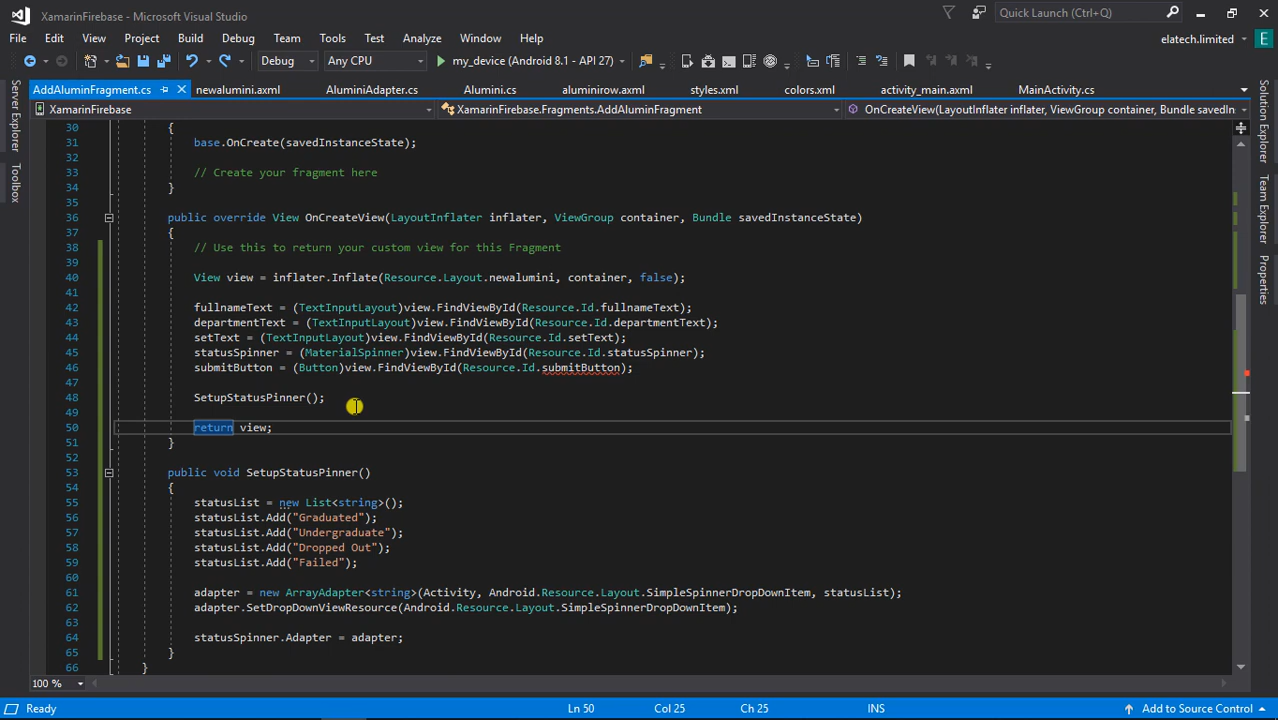 XamarinFirebase - Microsoft Visual Studio
Quick Launch (Ctrl+Q)
File Edit View Project Build Debug Team Tools Test Analyze Window Help
elatech.limited E
Debug Any CPU my_device (Android 8.1 - API 27)
AddAluminFragment.cs newalumini.axml AluminiAdapter.cs Alumini.cs aluminirow.axml styles.xml colors.xml activity_main.axml MainActivity.cs
XamarinFirebase XamarinFirebase.Fragments.AddAluminFragment OnCreateView(LayoutInflater inflater, ViewGroup container, Bundle savedIn
Server Explorer
Toolbox
Solution Explorer
Team Explorer
30 {
31 base.OnCreate(savedInstanceState);
32
33 // Create your fragment here
34 }
35
36 public override View OnCreateView(LayoutInflater inflater, ViewGroup container, Bundle savedInstanceState)
37 {
38 // Use this to return your custom view for this Fragment
39
40 View view = inflater.Inflate(Resource.Layout.newalumini, container, false);
41
42 fullnameText = (TextInputLayout)view.FindViewById(Resource.Id.fullnameText);
43 departmentText = (TextInputLayout)view.FindViewById(Resource.Id.departmentText);
44 setText = (TextInputLayout)view.FindViewById(Resource.Id.setText);
45 statusSpinner = (MaterialSpinner)view.FindViewById(Resource.Id.statusSpinner);
46 submitButton = (Button)view.FindViewById(Resource.Id.submitButton);
47
48 SetupStatusPinner();
49
50 return view;
51 }
52
53 public void SetupStatusPinner()
54 {
55 statusList = new List<string>();
56 statusList.Add("Graduated");
57 statusList.Add("Undergraduate");
58 statusList.Add("Dropped Out");
59 statusList.Add("Failed");
60
61 adapter = new ArrayAdapter<string>(Activity, Android.Resource.Layout.SimpleSpinnerDropDownItem, statusList);
62 adapter.SetDropDownViewResource(Android.Resource.Layout.SimpleSpinnerDropDownItem);
63
64 statusSpinner.Adapter = adapter;
65 }
66 }
100 %
Ready Ln 50 Col 25 Ch 25 INS Add to Source Control